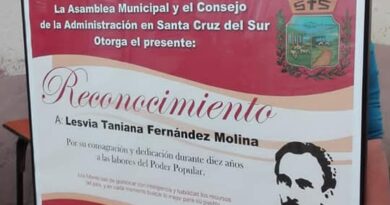 La Asamblea Municipal y el Consejo
de la Administración en Santa Cruz del Sur
Otorga el presente:
STS
Reconocimiento
A: Lesvia Taniana Fernández Molina
Por su consagración y dedicación durante diez años
a las labores del Poder Popular.